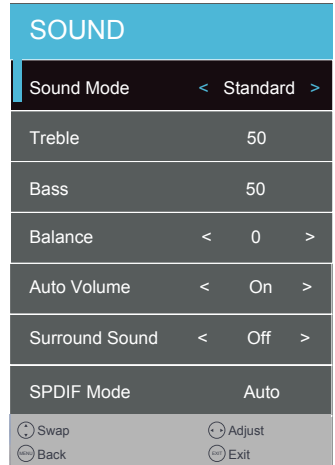 SOUND
Sound Mode < Standard >
Treble 50
Bass 50
Balance < 0 >
Auto Volume < On >
Surround Sound < Off >
SPDIF Mode Auto
Swap Adjust
MENU Back EXIT Exit